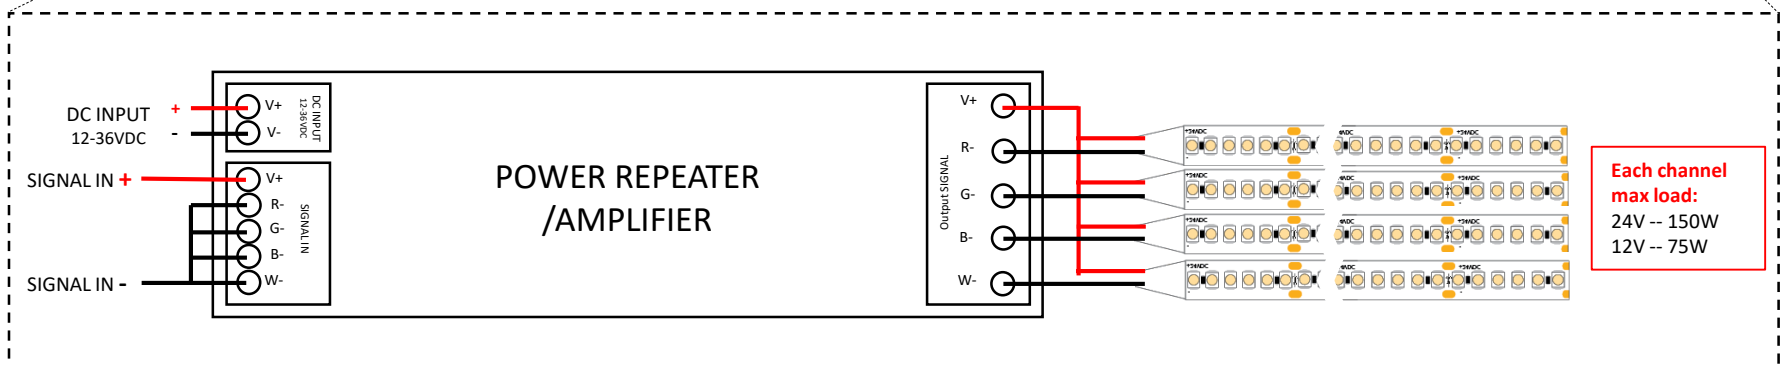 DC INPUT +
12-36VDC -
SIGNAL IN +
SIGNAL IN -
V+
V-
DC INPUT
12-36VDC
V+
R-
G-
B-
W-
SIGNAL IN
POWER REPEATER
/AMPLIFIER
Output SIGNAL
V+
R-
G-
B-
W-
Each channel
max load:
24V -- 150W
12V -- 75W